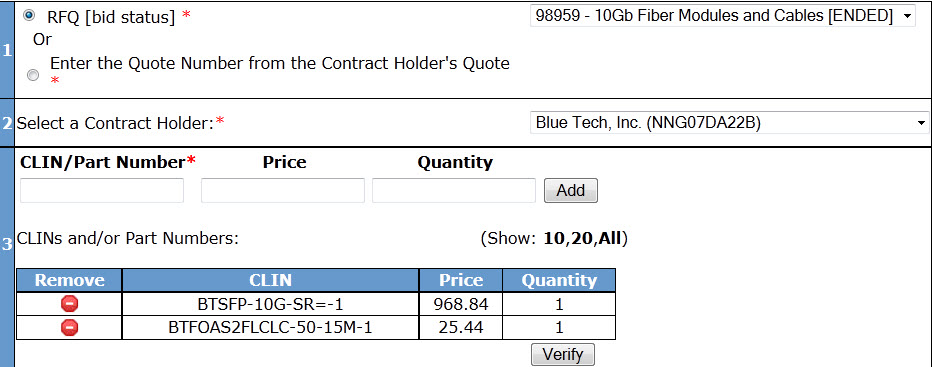 1
RFQ [bid status] * 98959 - 10Gb Fiber Modules and Cables [ENDED]
Or
Enter the Quote Number from the Contract Holder's Quote
*
2 Select a Contract Holder:* Blue Tech, Inc. (NNG07DA22B)
3
CLIN/Part Number* Price Quantity
Add
CLINs and/or Part Numbers: (Show: 10,20,All)
Remove CLIN Price Quantity
BTSFP-10G-SR=-1 968.84 1
BTFOAS2FLCLC-50-15M-1 25.44 1
Verify